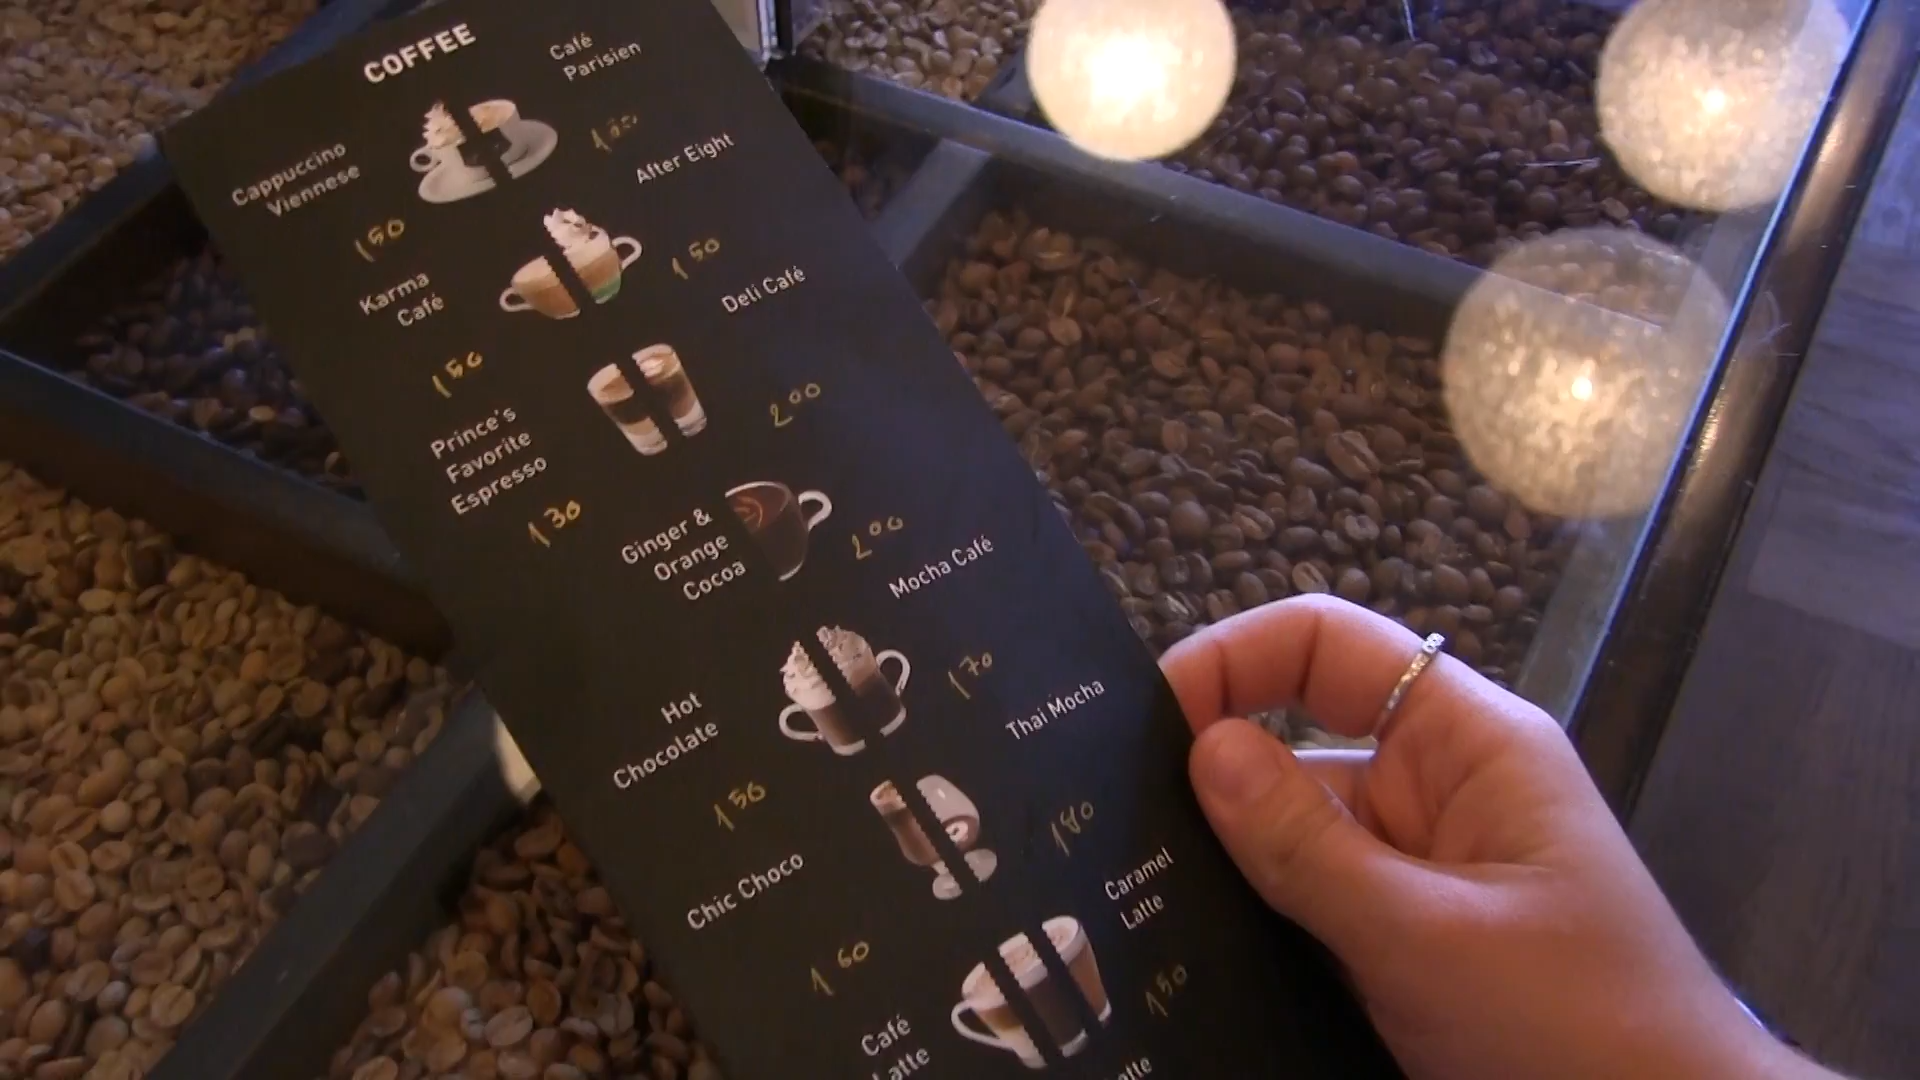 COFFEE
Café
Parisien
Cappuccino
Viennese
150
After Eight
150
Karma
Café
150
Deli Café
200
Prince's
Favorite
Espresso
130
Ginger &
Orange
Cocoa
200
Mocha Café
170
Hot
Chocolate
150
Thai Mocha
180
Chic Choco
160
Caramel
Latte
150
Café
Latte